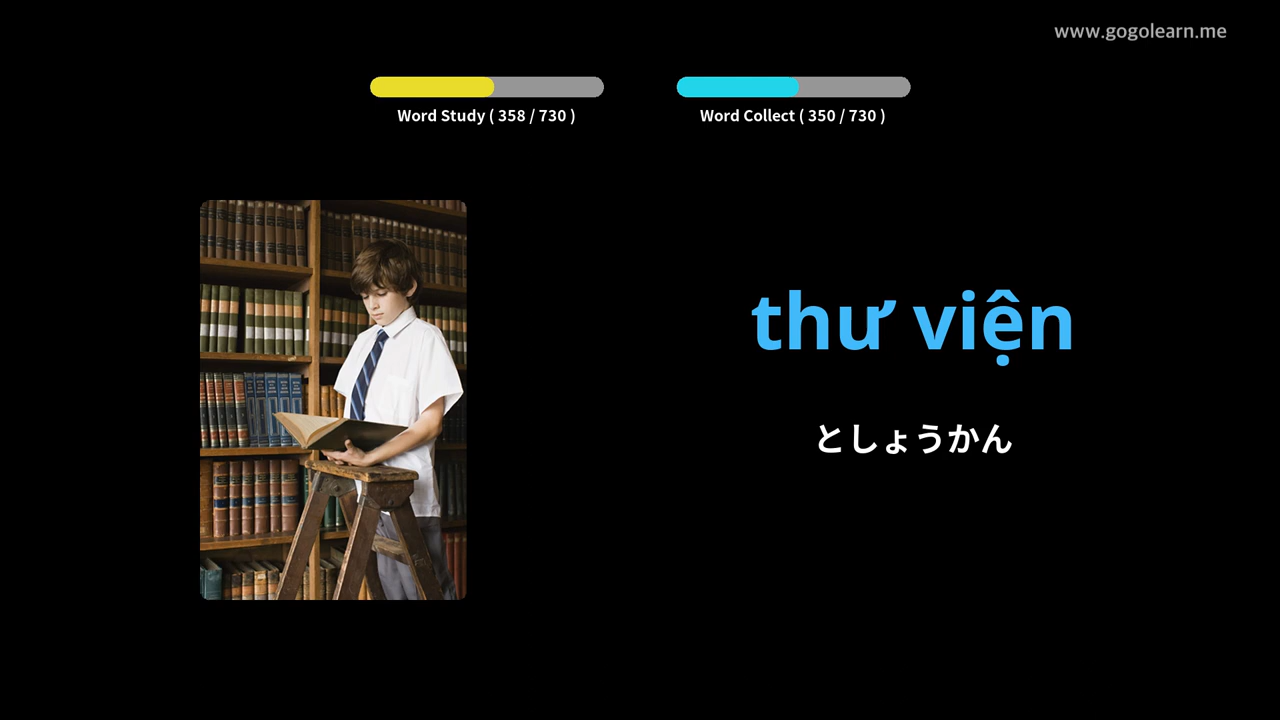 www.gogolearn.me
Word Study ( 358 / 730 )
Word Collect ( 350 / 730 )
thư viện
としょうかん